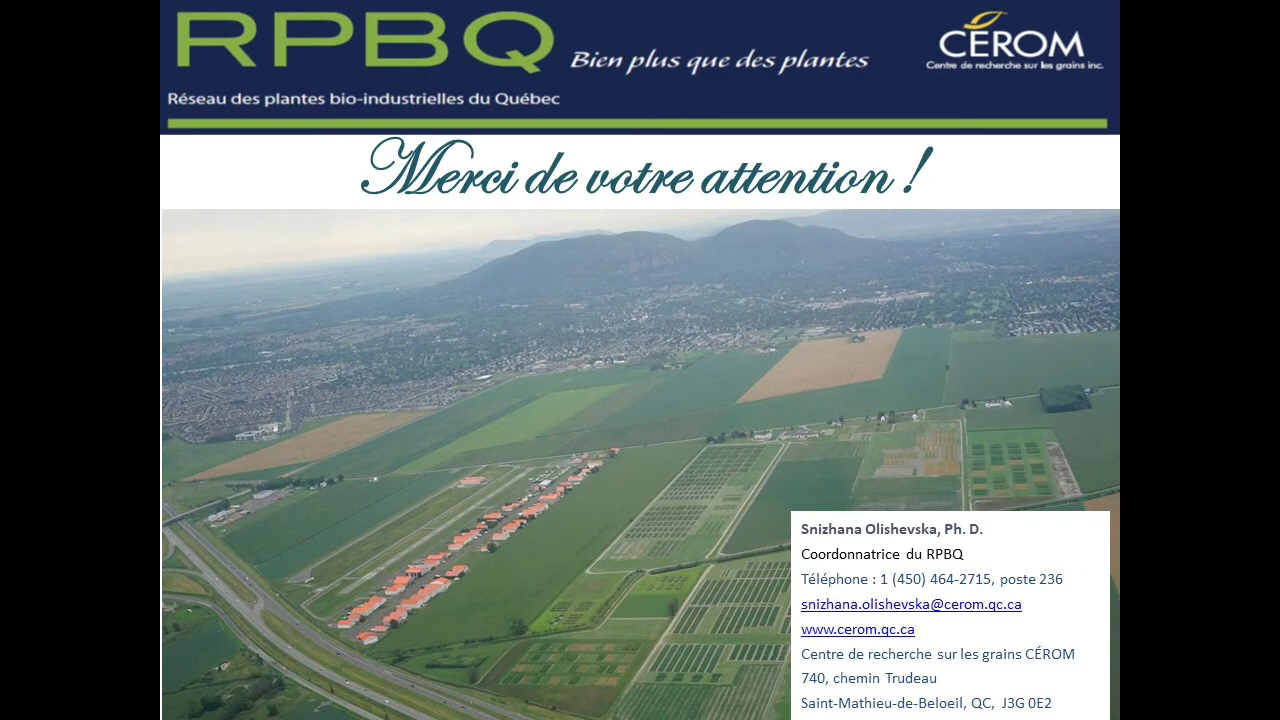 RPBQ Bien plus que des plantes
CÉROM
Centre de recherche sur les grains inc.
Réseau des plantes bio-industrielles du Québec
Merci de votre attention !
Snizhana Olishevska, Ph. D.
Coordonnatrice du RPBQ
Téléphone : 1 (450) 464-2715, poste 236
snizhana.olishevska@cerom.qc.ca
www.cerom.qc.ca
Centre de recherche sur les grains CÉROM
740, chemin Trudeau
Saint-Mathieu-de-Beloeil, QC, J3G 0E2